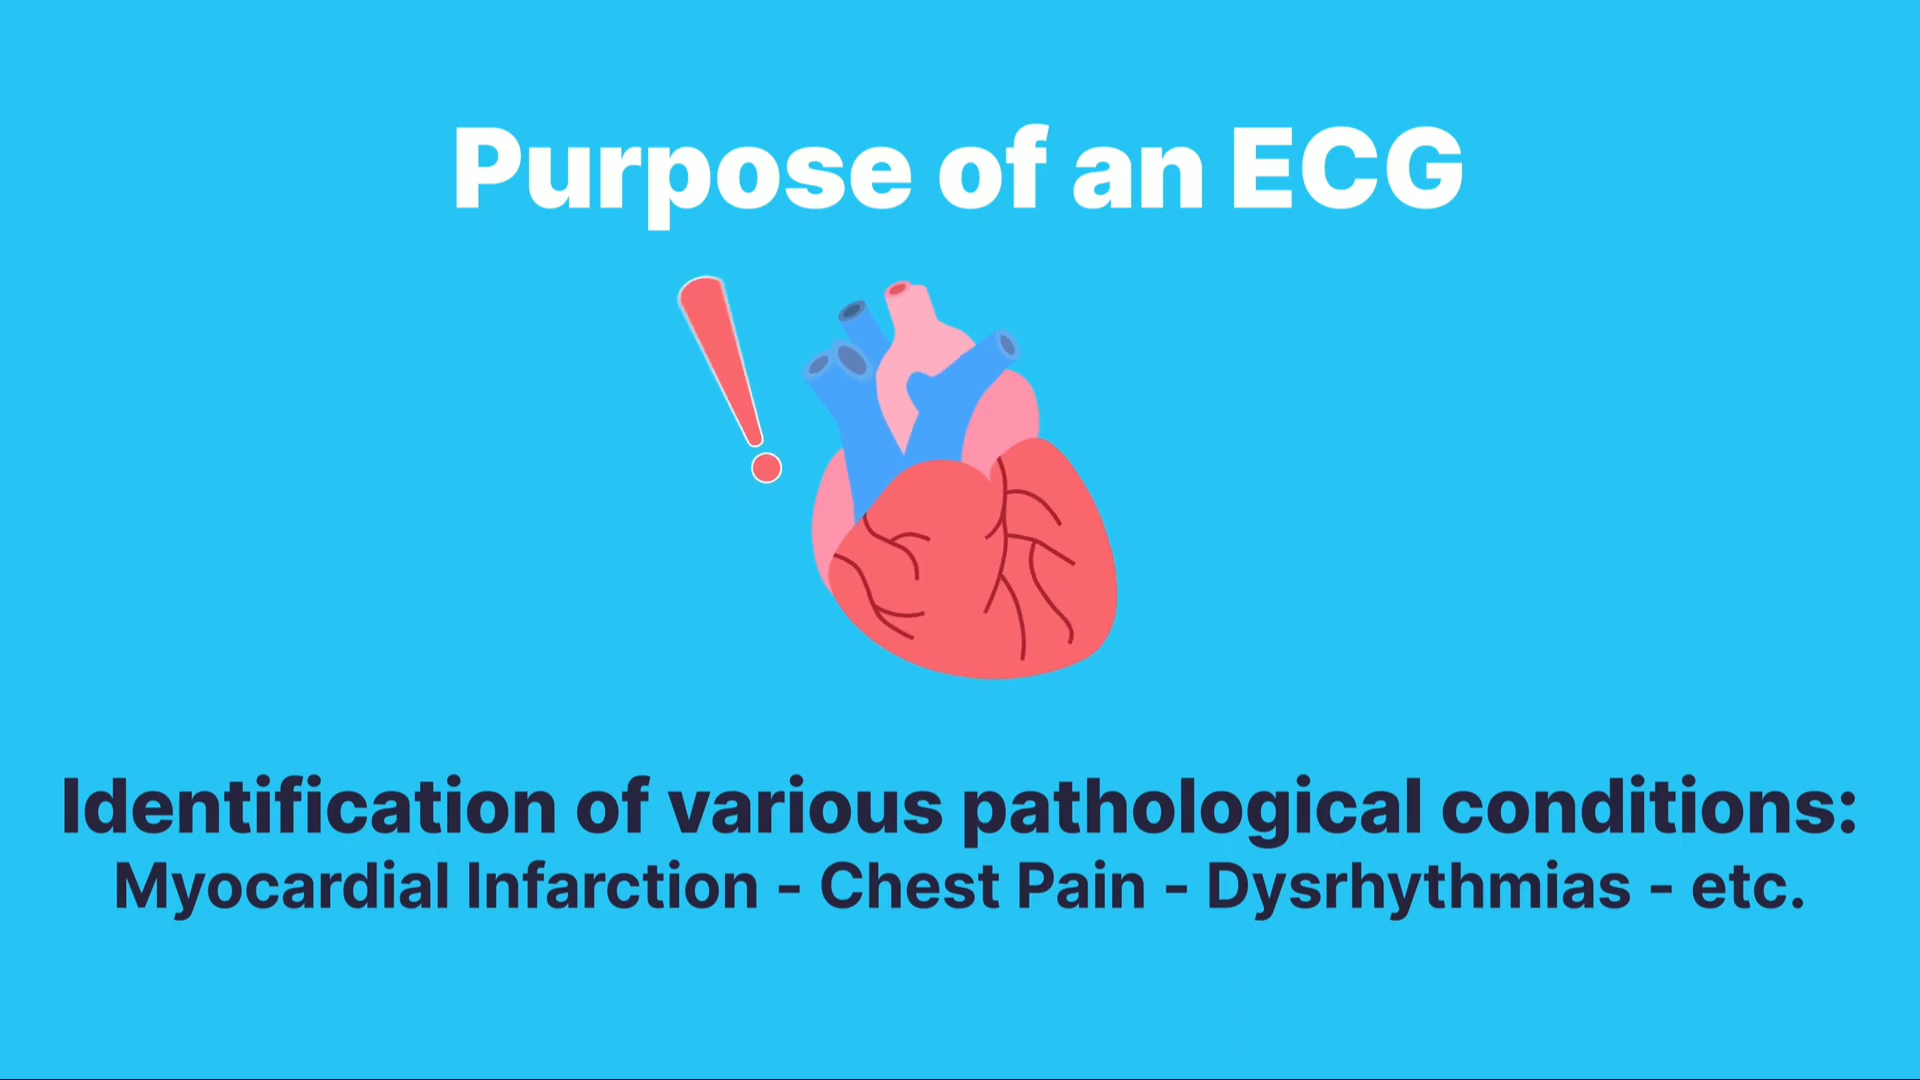 Purpose of an ECG
Identification of various pathological conditions:
Myocardial Infarction - Chest Pain - Dysrhythmias - etc.